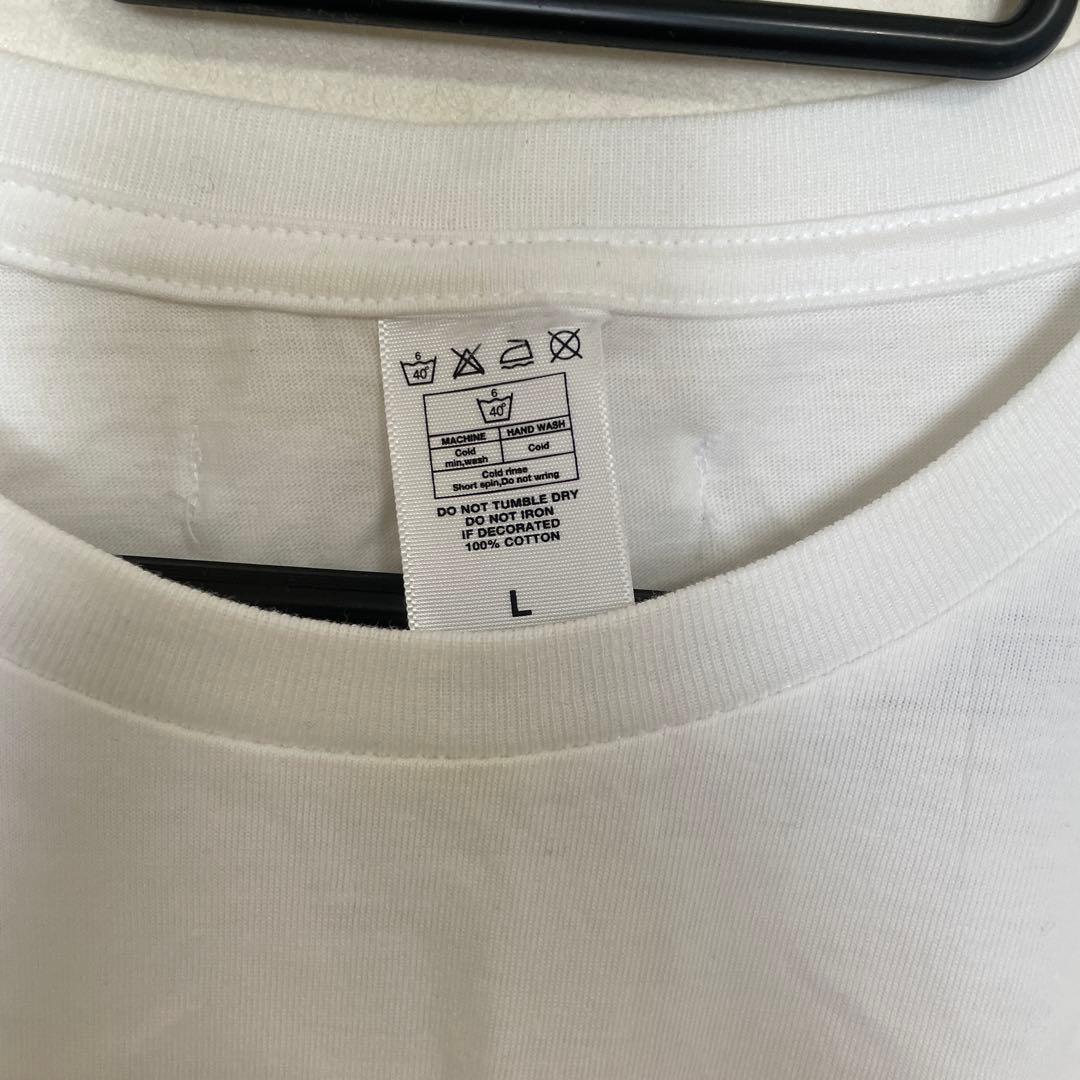 6
40°
6
40°
MACHINE HAND WASH
Cold Cold
min,wash
Cold rinse
Short spin,Do not wring
DO NOT TUMBLE DRY
DO NOT IRON
IF DECORATED
100% COTTON
L